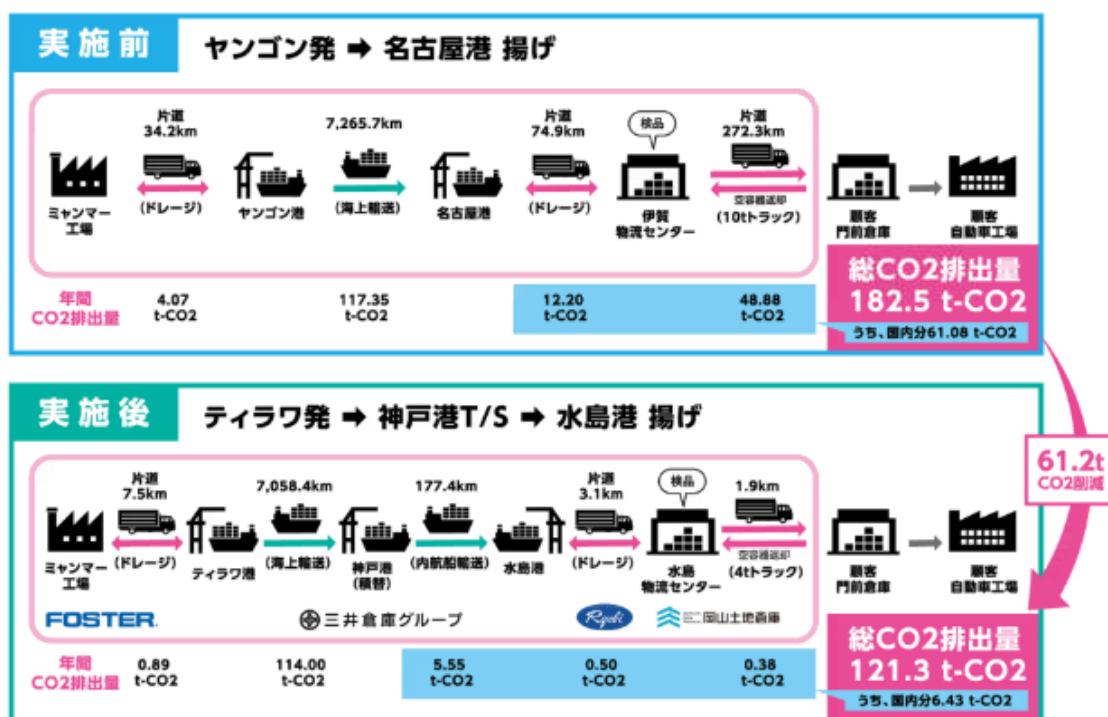 実施前
ヤンゴン発 ➡ 名古屋港 揚げ
片道
34.2km
7,265.7km
片道
74.9km
検品
片道
272.3km
(ドレージ)
(海上輸送)
(ドレージ)
空容器返却
(10tトラック)
ミャンマー
工場
ヤンゴン港
名古屋港
伊賀
物流センター
顧客
門前倉庫
顧客
自動車工場
年間
CO2排出量
4.07
t-CO2
117.35
t-CO2
12.20
t-CO2
48.88
t-CO2
総CO2排出量
182.5 t-CO2
うち、国内分61.08 t-CO2
実施後
ティラワ発 ➡ 神戸港T/S ➡ 水島港 揚げ
61.2t
CO2削減
片道
7.5km
7,058.4km
177.4km
片道
3.1km
検品
1.9km
(ドレージ)
(海上輸送)
(内航船輸送)
(ドレージ)
空容器返却
(4tトラック)
ミャンマー
工場
ティラワ港
神戸港
(積替)
水島港
水島
物流センター
顧客
門前倉庫
顧客
自動車工場
FOSTER.
三井倉庫グループ
Ryobi
岡山土地倉庫
年間
CO2排出量
0.89
t-CO2
114.00
t-CO2
5.55
t-CO2
0.50
t-CO2
0.38
t-CO2
総CO2排出量
121.3 t-CO2
うち、国内分6.43 t-CO2